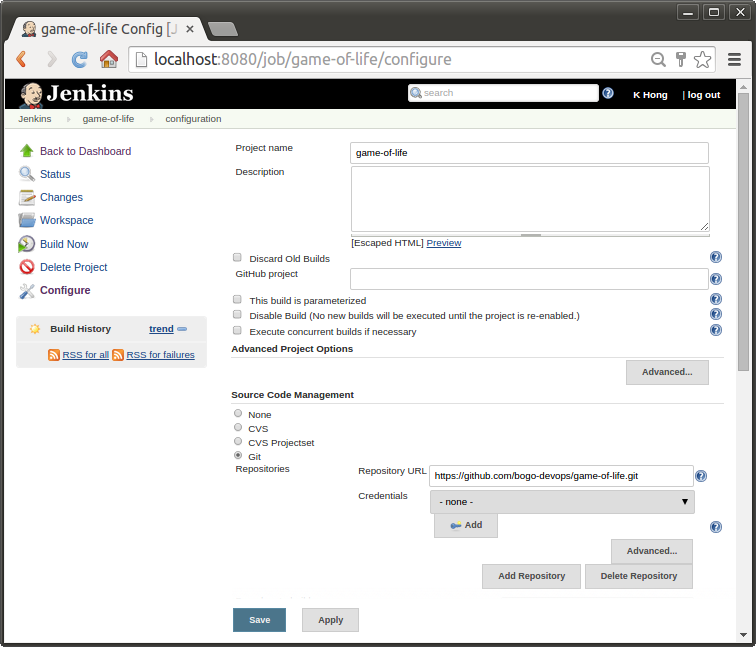 game-of-life Config [J
localhost:8080/job/game-of-life/configure
Jenkins
search
K Hong | log out
Jenkins game-of-life configuration
Back to Dashboard
Status
Changes
Workspace
Build Now
Delete Project
Configure
Build History trend
RSS for all RSS for failures
Project name game-of-life
Description
[Escaped HTML] Preview
Discard Old Builds
GitHub project
This build is parameterized
Disable Build (No new builds will be executed until the project is re-enabled.)
Execute concurrent builds if necessary
Advanced Project Options
Advanced...
Source Code Management
None
CVS
CVS Projectset
Git
Repositories Repository URL https://github.com/bogo-devops/game-of-life.git
Credentials - none -
Add
Advanced...
Add Repository Delete Repository
Save Apply